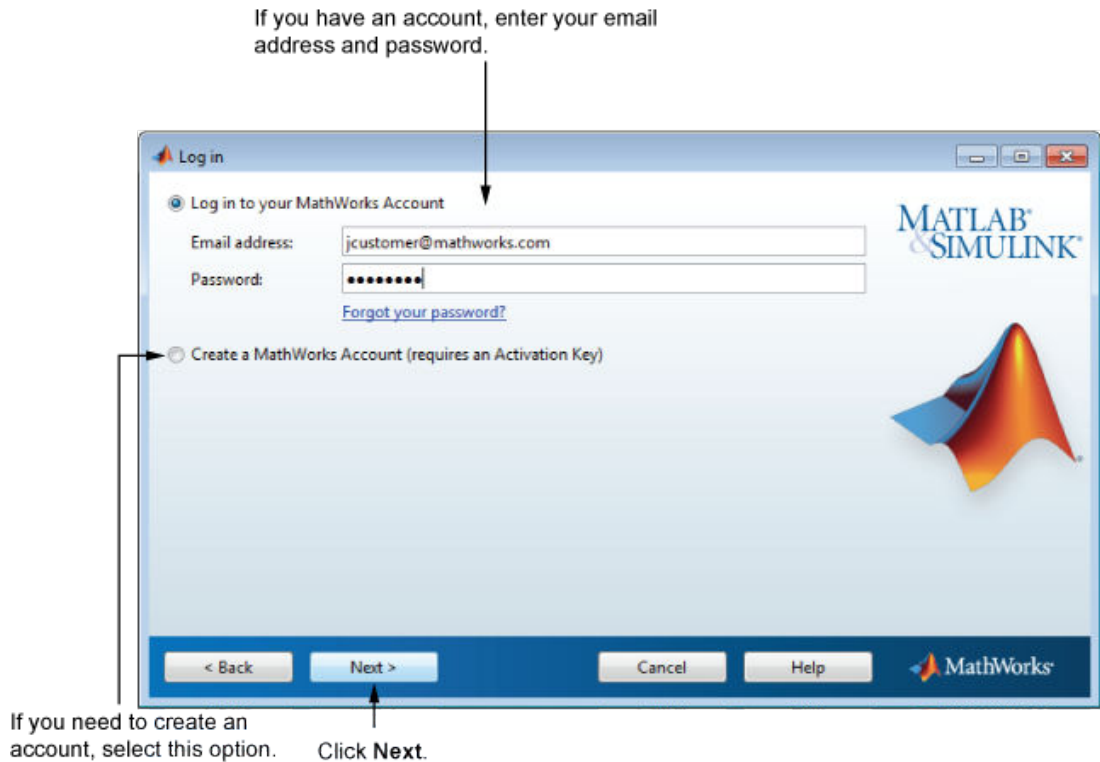 If you have an account, enter your email
address and password.
Log in
Log in to your MathWorks Account
Email address:
jcustomer@mathworks.com
Password:
••••••••
Forgot your password?
Create a MathWorks Account (requires an Activation Key)
MATLAB®
&SIMULINK®
< Back
Next >
Cancel
Help
MathWorks®
If you need to create an
account, select this option.
Click Next.